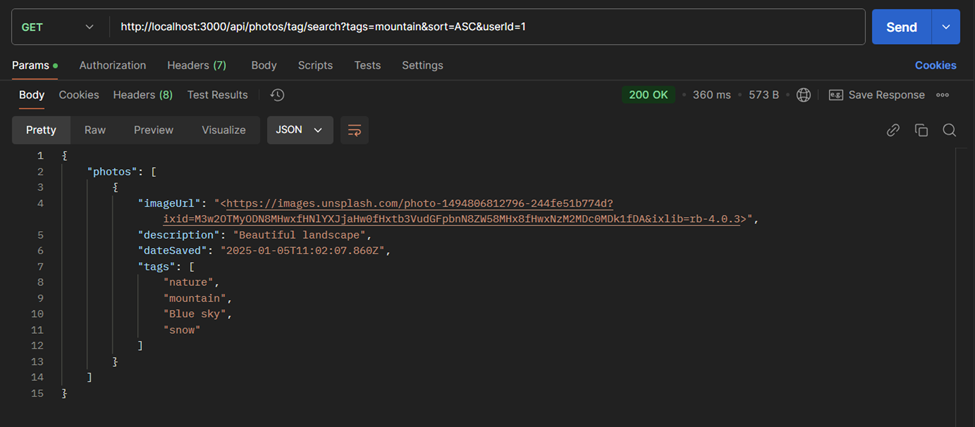 GET http://localhost:3000/api/photos/tag/search?tags=mountain&sort=ASC&userId=1 Send
Params Authorization Headers (7) Body Scripts Tests Settings Cookies
Body Cookies Headers (8) Test Results 200 OK 360 ms 573 B Save Response
Pretty Raw Preview Visualize JSON
1 {
2 "photos": [
3 {
4 "imageUrl": "<https://images.unsplash.com/photo-1494806812796-244fe51b774d?
ixid=M3w2OTMyODN8MHwxfHNlYXJjaHw0fHxtb3VudGFpbnN8ZW58MHx8fHwxNzM2MDc0MDk1fDA&ixlib=rb-4.0.3>",
5 "description": "Beautiful landscape",
6 "dateSaved": "2025-01-05T11:02:07.860Z",
7 "tags": [
8 "nature",
9 "mountain",
10 "Blue sky",
11 "snow"
12 ]
13 }
14 ]
15 }